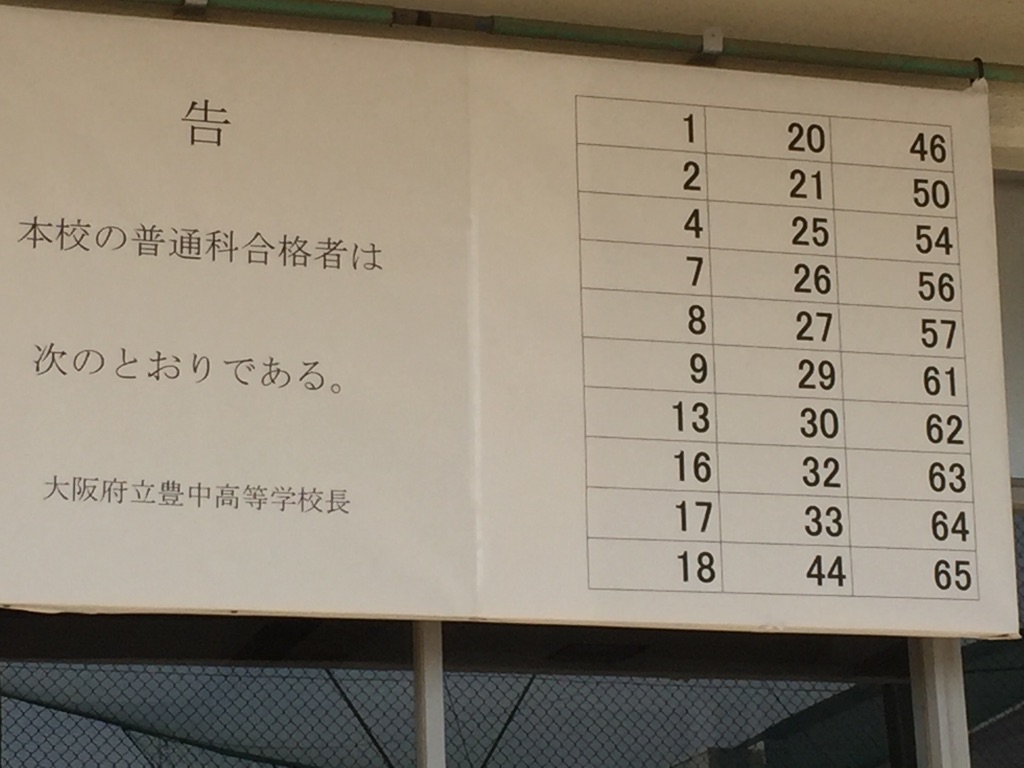 告
本校の普通科合格者は
次のとおりである。
大阪府立豊中高等学校長
1 20 46
2 21 50
4 25 54
7 26 56
8 27 57
9 29 61
13 30 62
16 32 63
17 33 64
18 44 65